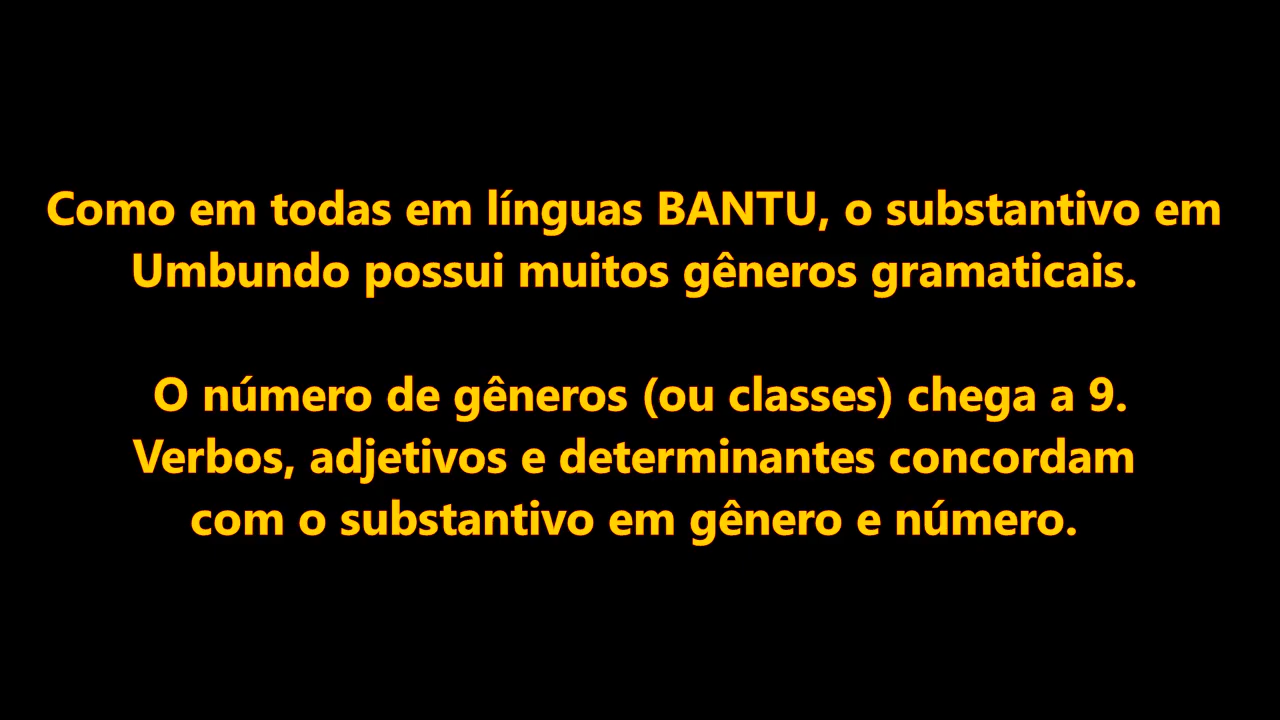 Como em todas em línguas BANTU, o substantivo em
Umbundo possui muitos gêneros gramaticais.
O número de gêneros (ou classes) chega a 9.
Verbos, adjetivos e determinantes concordam
com o substantivo em gênero e número.